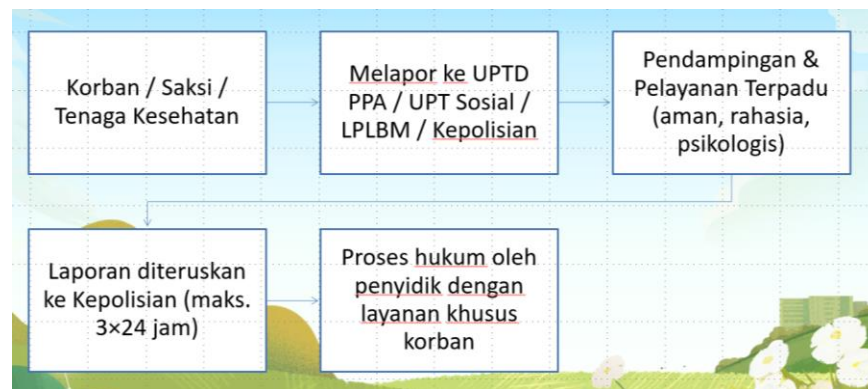 Korban / Saksi /
Tenaga Kesehatan
Melapor ke UPTD
PPA / UPT Sosial /
LPLBM / Kepolisian
Pendampingan &
Pelayanan Terpadu
(aman, rahasia,
psikologis)
Laporan diteruskan
ke Kepolisian (maks.
3×24 jam)
Proses hukum oleh
penyidik dengan
layanan khusus
korban